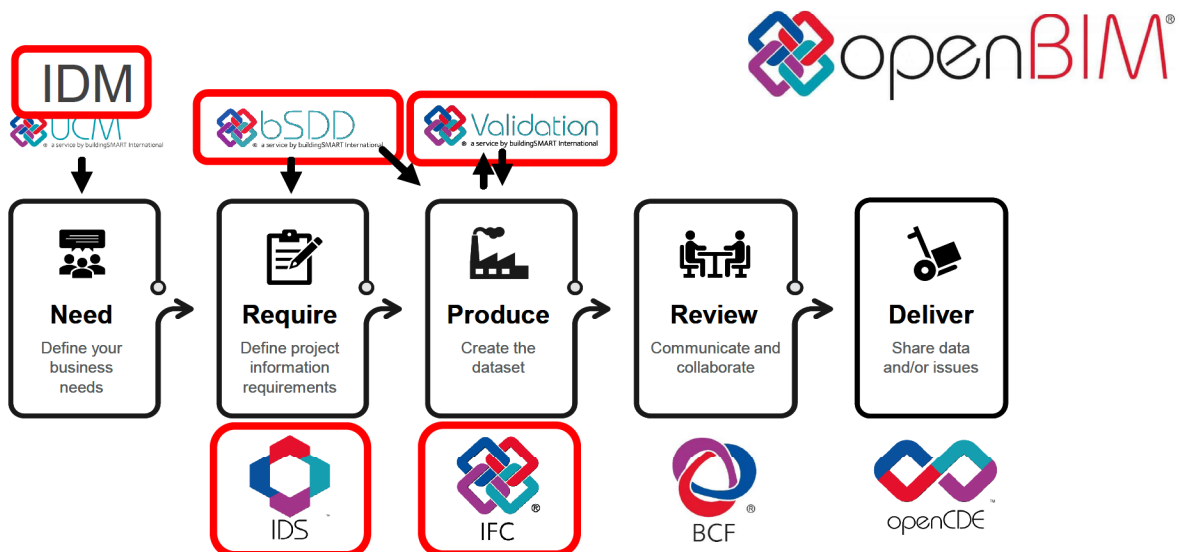 openBIM®
IDM
UCM
® a service by buildingSMART International
bSDD
® a service by buildingSMART International
Validation
® a service by buildingSMART International
Need
Define your
business
needs
Require
Define project
information
requirements
Produce
Create the
dataset
Review
Communicate and
collaborate
Deliver
Share data
and/or issues
IDS™
IFC®
BCF
openCDE™